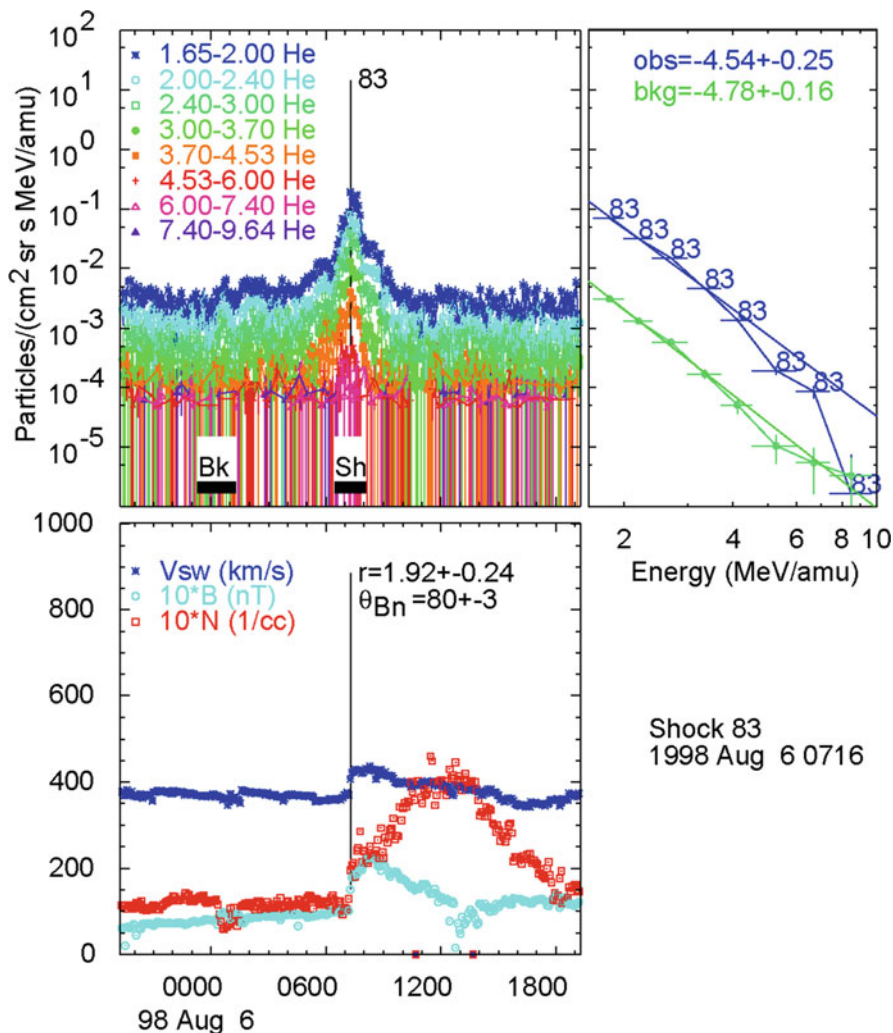 10^2
10^1
10^0
10^-1
10^-2
10^-3
10^-4
10^-5
Particles/(cm^2 sr s MeV/amu)
1.65-2.00 He
2.00-2.40 He
2.40-3.00 He
3.00-3.70 He
3.70-4.53 He
4.53-6.00 He
6.00-7.40 He
7.40-9.64 He
83
Bk
Sh
obs=-4.54+-0.25
bkg=-4.78+-0.16
83
83
83
83
83
83
83
83
2 4 6 8 10
Energy (MeV/amu)
1000
800
600
400
200
0
Vsw (km/s)
10*B (nT)
10*N (1/cc)
r=1.92+-0.24
θBn =80+-3
0000 0600 1200 1800
98 Aug 6
Shock 83
1998 Aug 6 0716